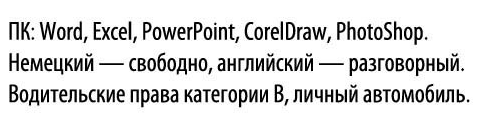 ПК: Word, Excel, PowerPoint, CorelDraw, PhotoShop.
Немецкий — свободно, английский — разговорный.
Водительские права категории В, личный автомобиль.